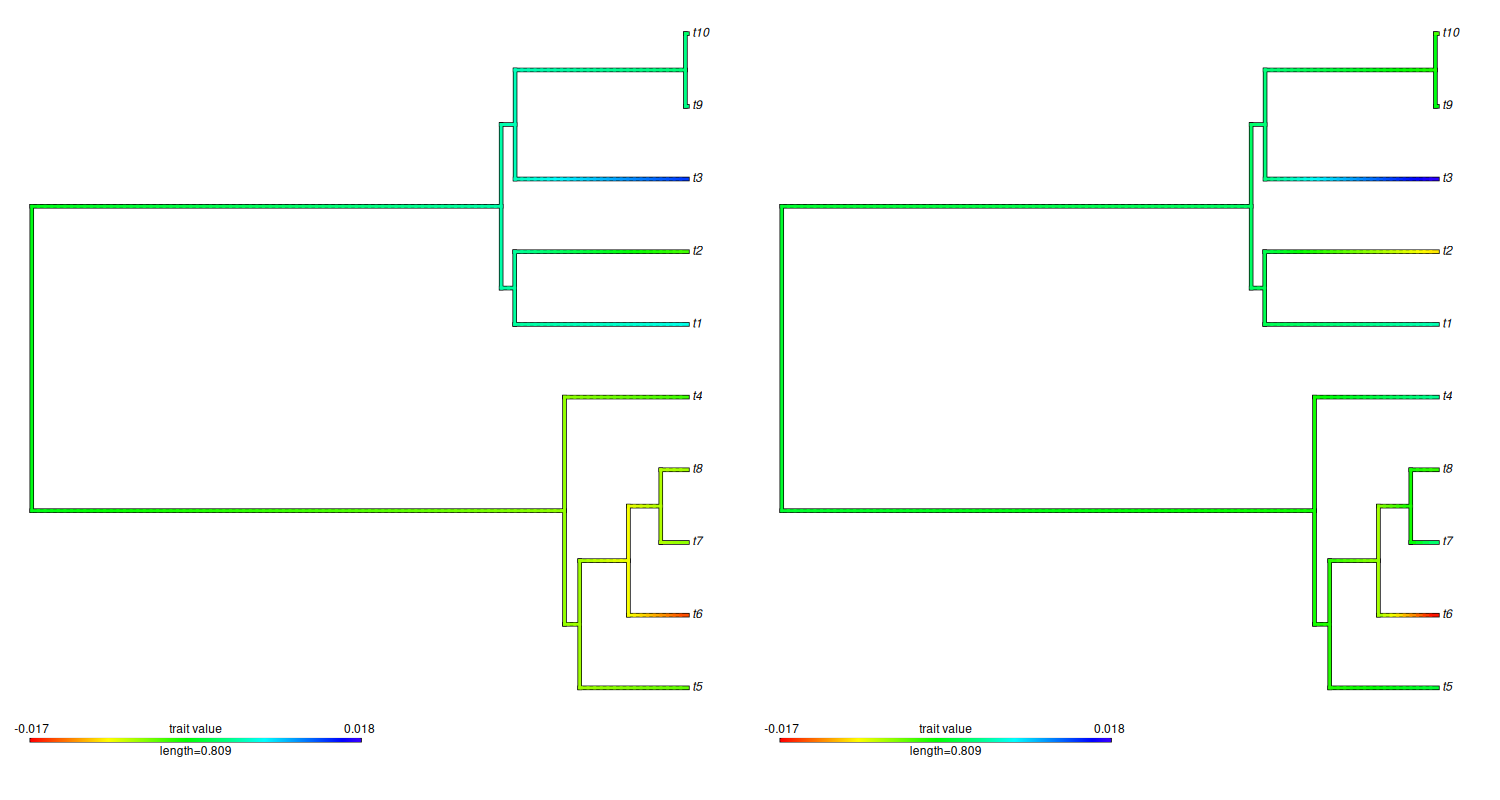 t10
t9
t3
t2
t1
t4
t8
t7
t6
t5
-0.017 trait value 0.018
length=0.809
t10
t9
t3
t2
t1
t4
t8
t7
t6
t5
-0.017 trait value 0.018
length=0.809